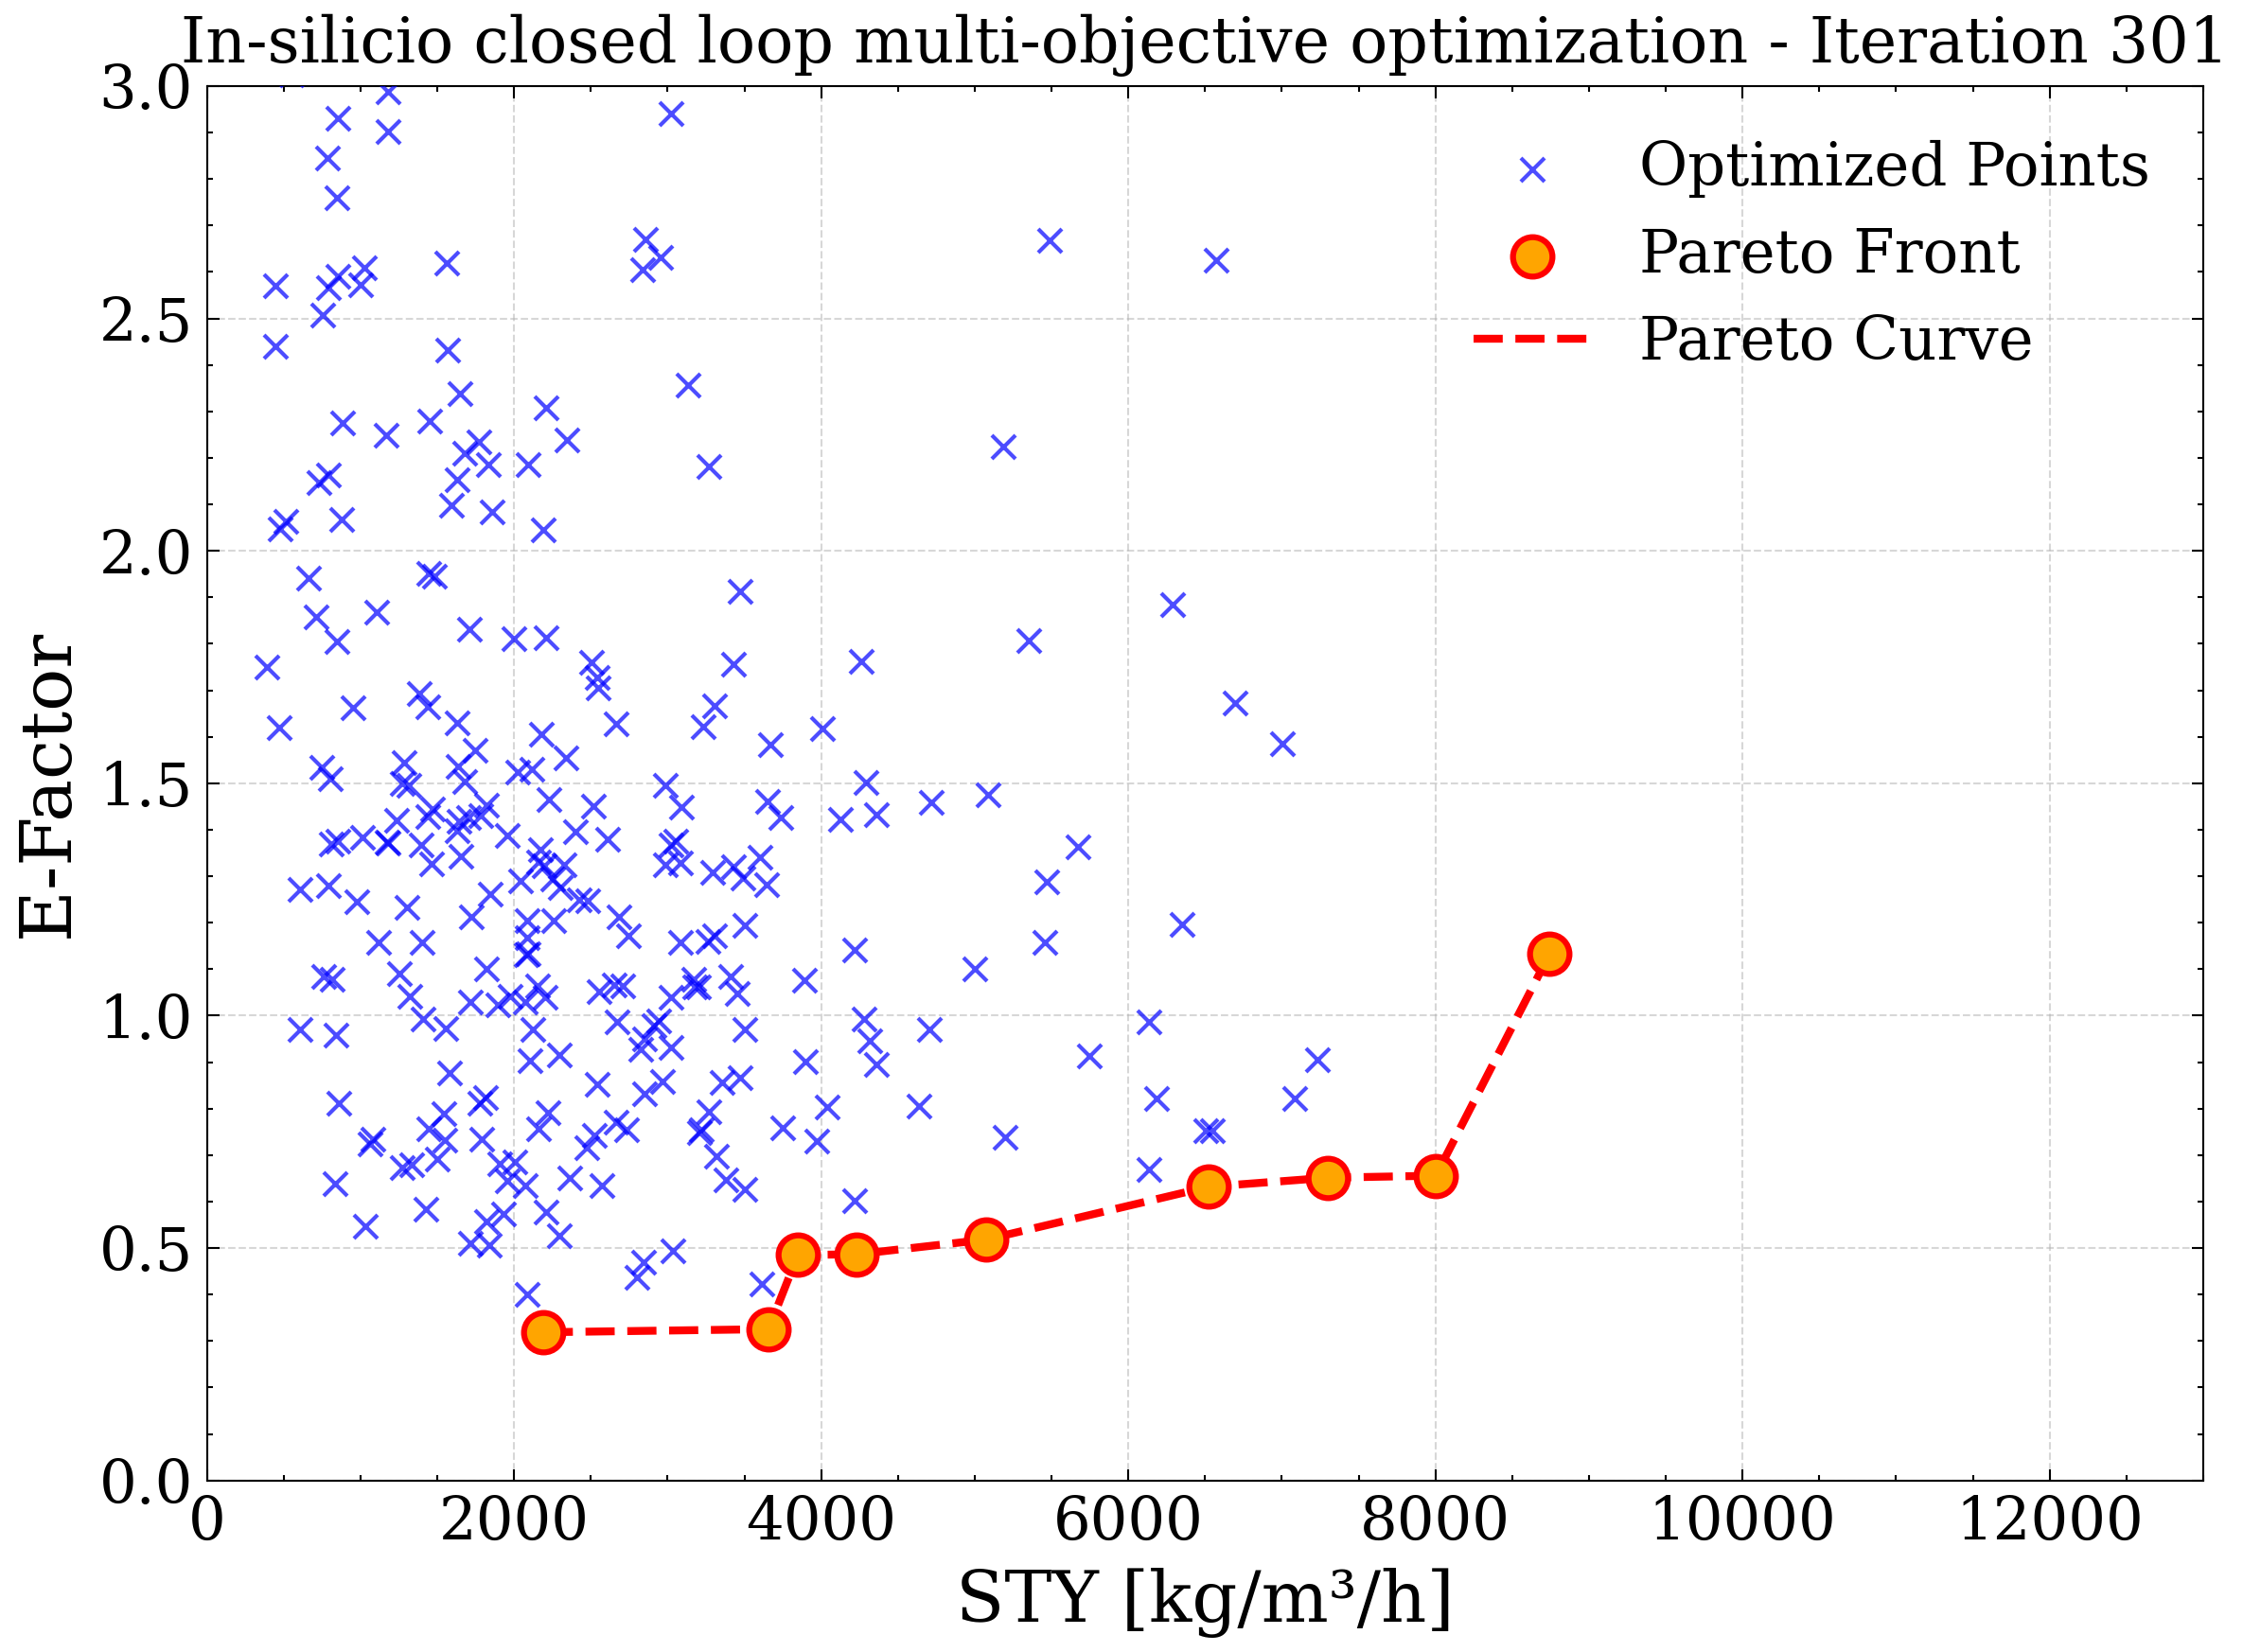 In-silicio closed loop multi-objective optimization - Iteration 301
3.0
2.5
2.0
1.5
1.0
0.5
0.0
E-Factor
Optimized Points
Pareto Front
Pareto Curve
0 2000 4000 6000 8000 10000 12000
STY [kg/m³/h]